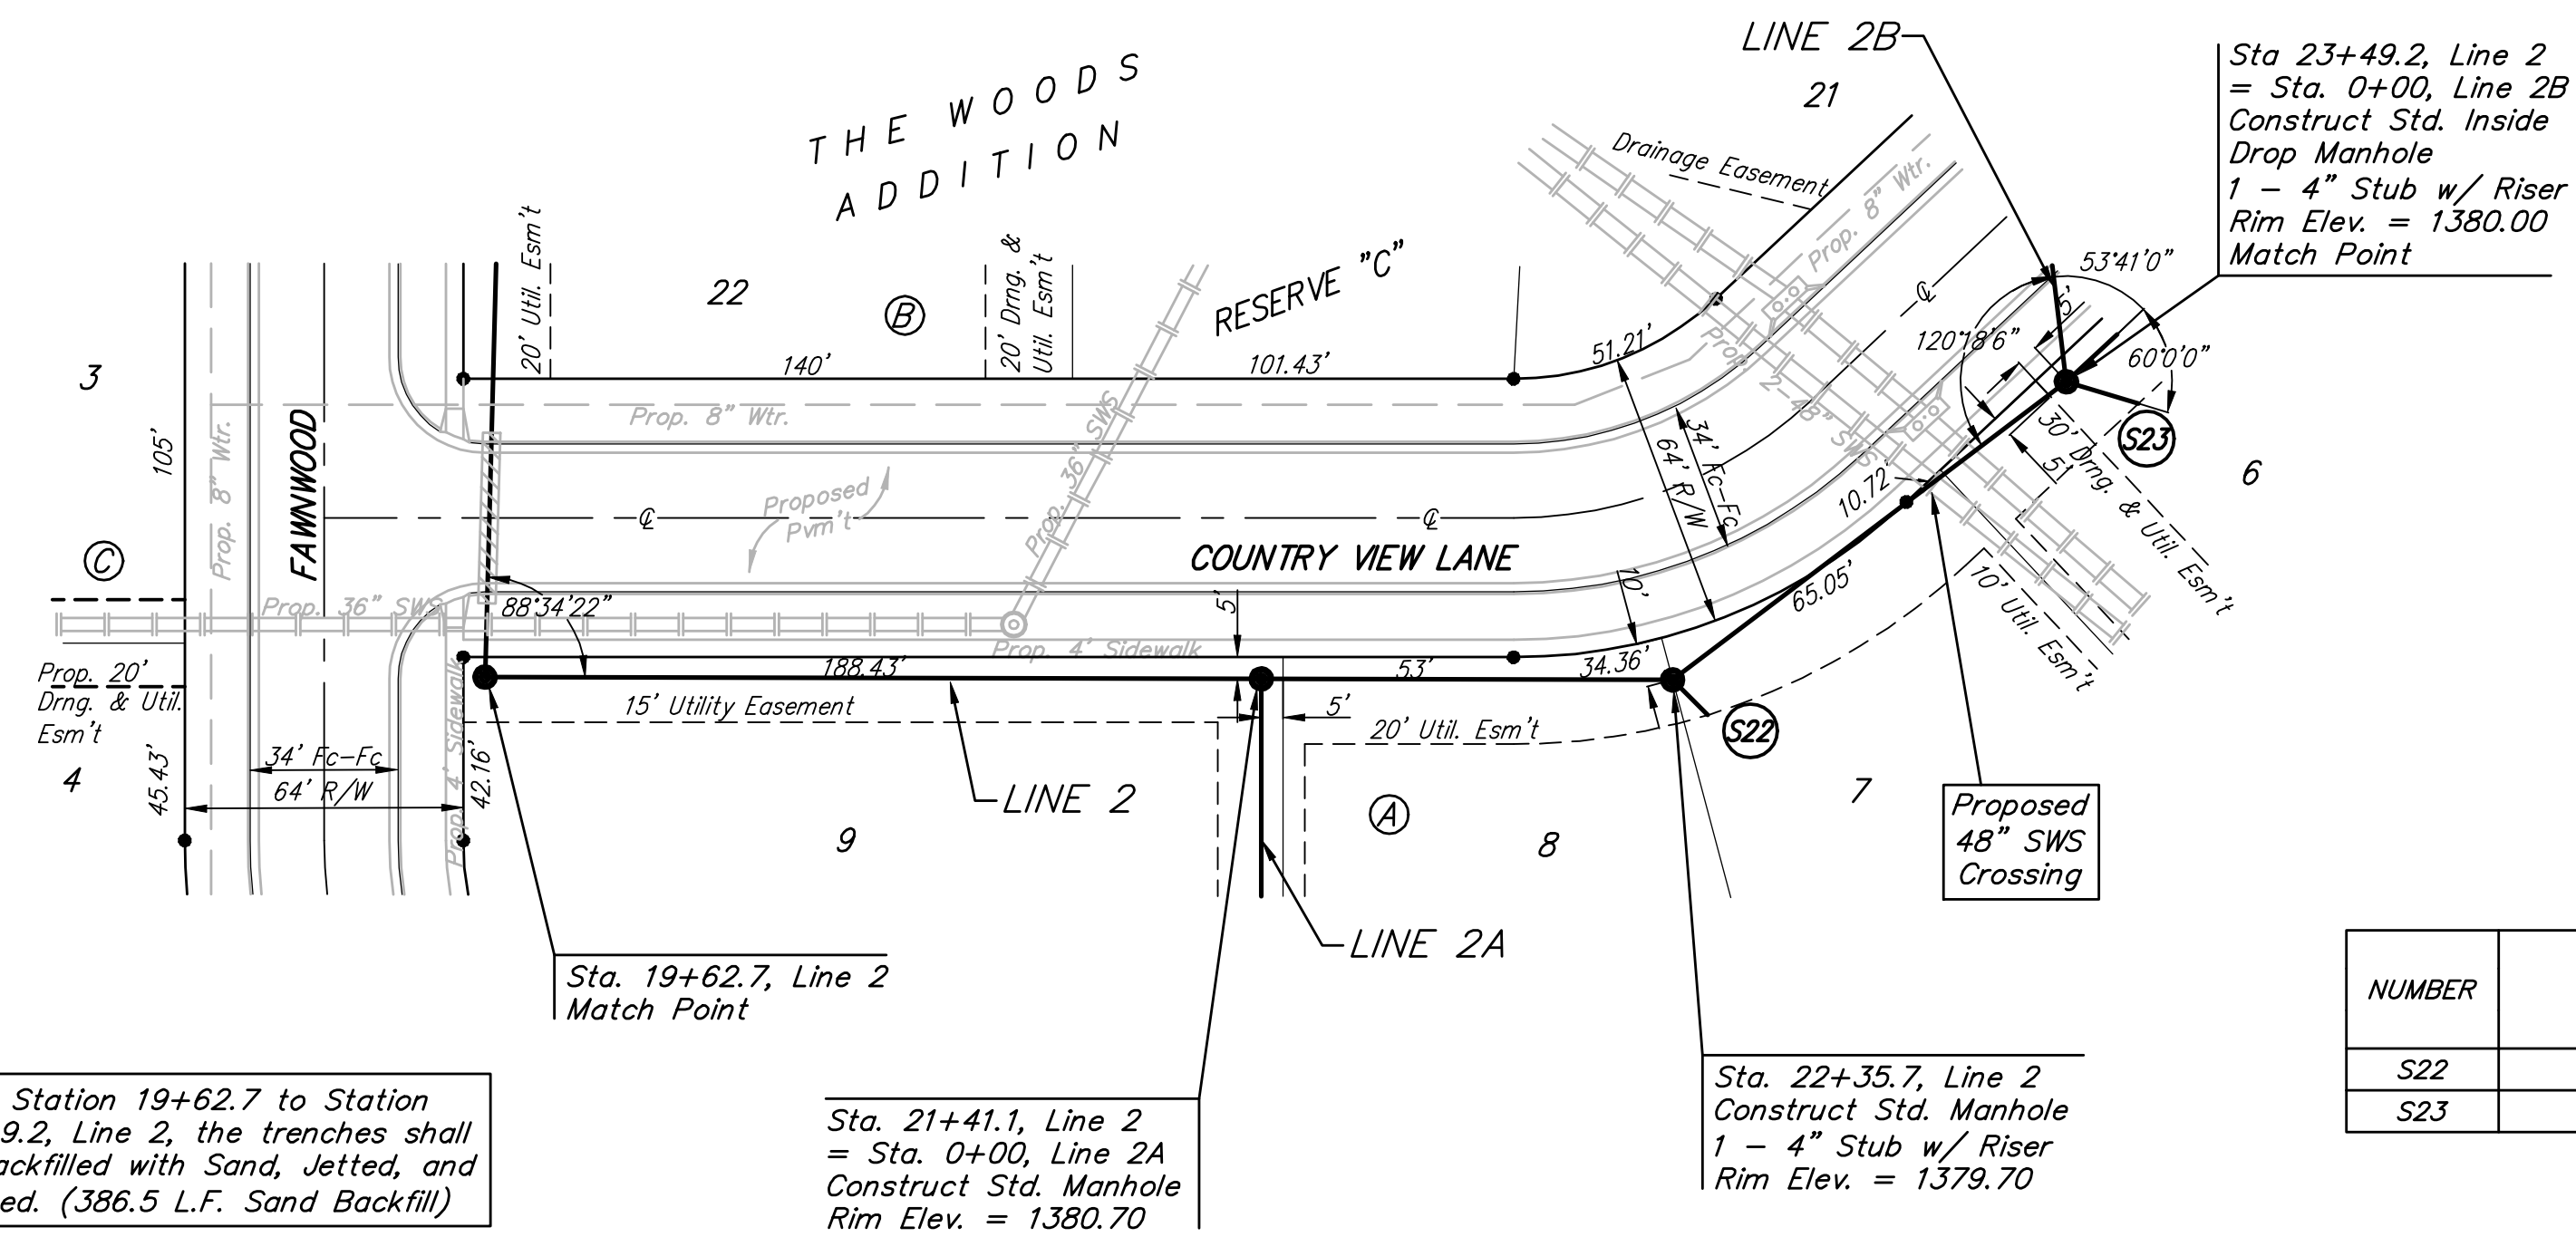 LINE 2B
21
THE WOODS
ADDITION
Sta 23+49.2, Line 2
= Sta. 0+00, Line 2B
Construct Std. Inside
Drop Manhole
1 - 4" Stub w/ Riser
Rim Elev. = 1380.00
Match Point
Drainage Easement
Prop. 8" Wtr.
53°41'0"
5'
120°18'6"
60°0'0"
20' Util. Esm't
22
B
20' Drng. &
Util. Esm't
RESERVE "C"
140'
101.43'
51.21'
℄
Prop. 2-48" SWS
3
105'
Prop. 8" Wtr.
FAWNWOOD
Prop. 8" Wtr.
Prop. 36" SWS
34' Fc-Fc
64' R/W
30' Drng. & Util. Esm't
5'
S23
6
10.72'
Proposed
Pvm't
℄
℄
C
COUNTRY VIEW LANE
10'
65.05'
10' Util. Esm't
88°34'22"
Prop. 36" SWS
5'
Prop. 4' Sidewalk
188.43'
53'
34.36'
Prop. 20'
Drng. & Util.
Esm't
4
45.43'
34' Fc-Fc
64' R/W
42.16'
Prop. 4' Sidewalk
15' Utility Easement
5'
20' Util. Esm't
S22
LINE 2
9
A
8
7
Proposed
48" SWS
Crossing
LINE 2A
Sta. 19+62.7, Line 2
Match Point
NUMBER
S22
S23
Station 19+62.7 to Station
9.2, Line 2, the trenches shall
ackfilled with Sand, Jetted, and
ed. (386.5 L.F. Sand Backfill)
Sta. 21+41.1, Line 2
= Sta. 0+00, Line 2A
Construct Std. Manhole
Rim Elev. = 1380.70
Sta. 22+35.7, Line 2
Construct Std. Manhole
1 - 4" Stub w/ Riser
Rim Elev. = 1379.70